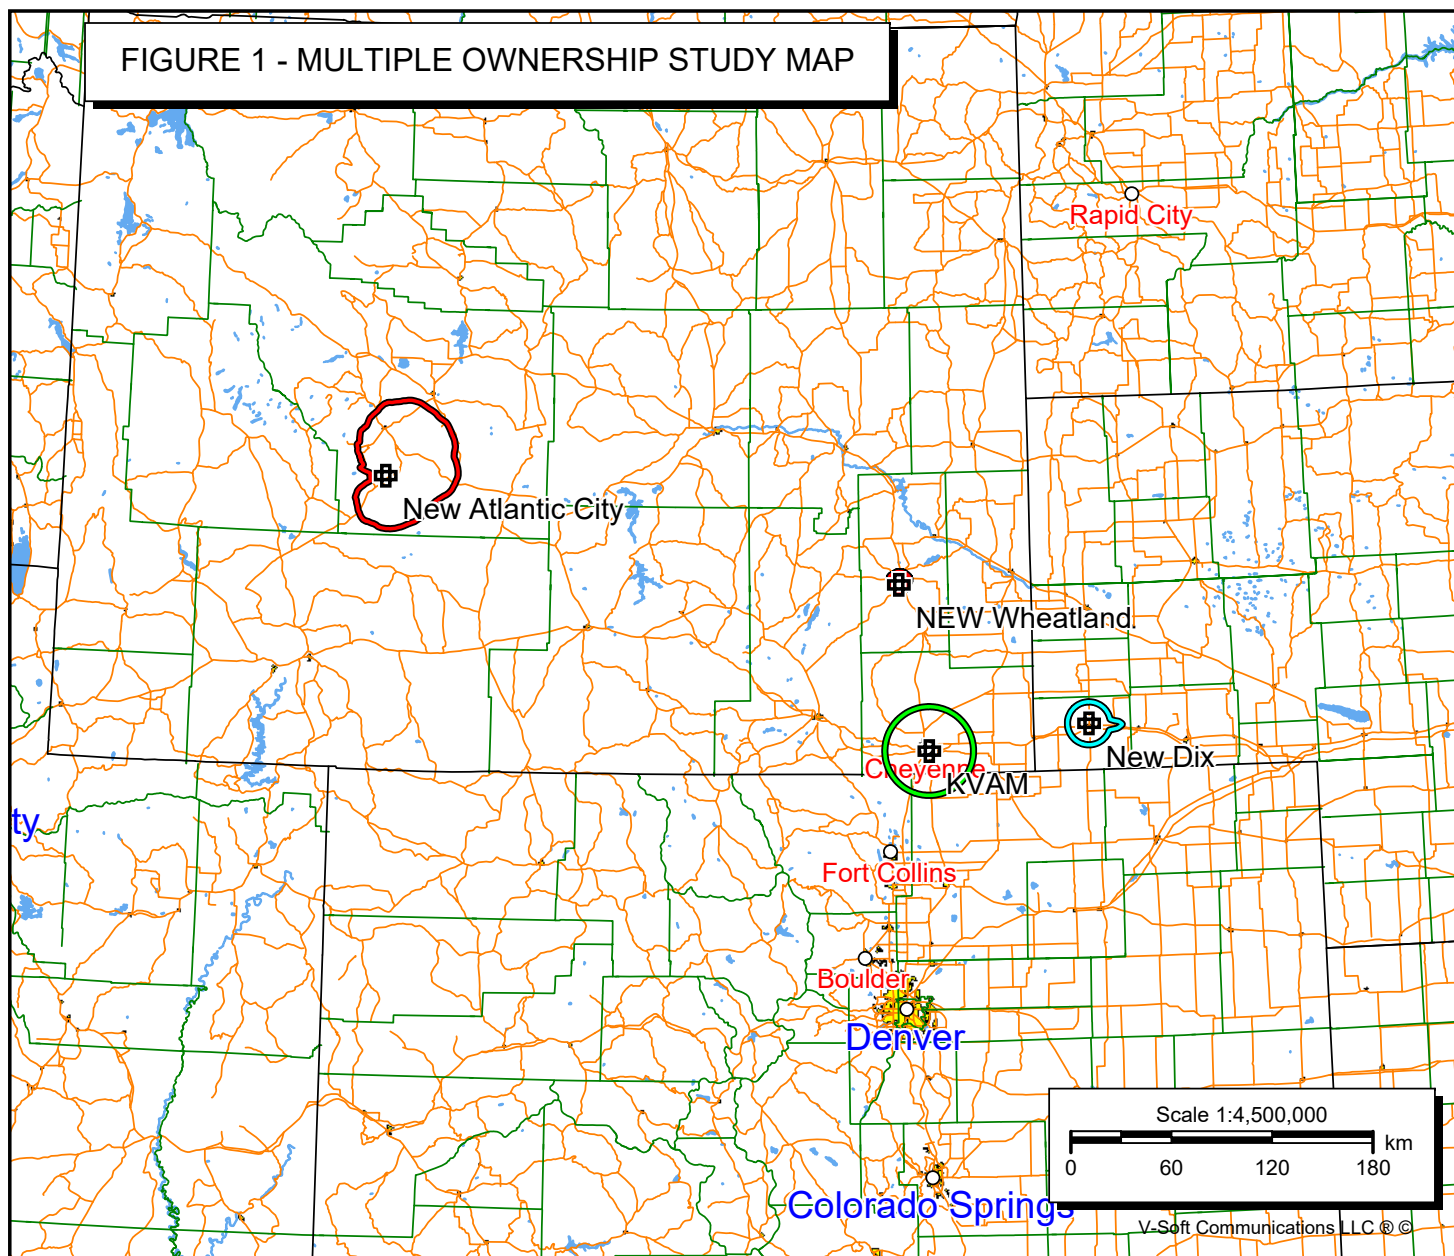 FIGURE 1 - MULTIPLE OWNERSHIP STUDY MAP
Rapid City
New Atlantic City
NEW Wheatland
New Dix
Cheyenne
KVAM
ty
Fort Collins
Boulder
Denver
Scale 1:4,500,000
km
0 60 120 180
Colorado Springs
V-Soft Communications LLC ® ©